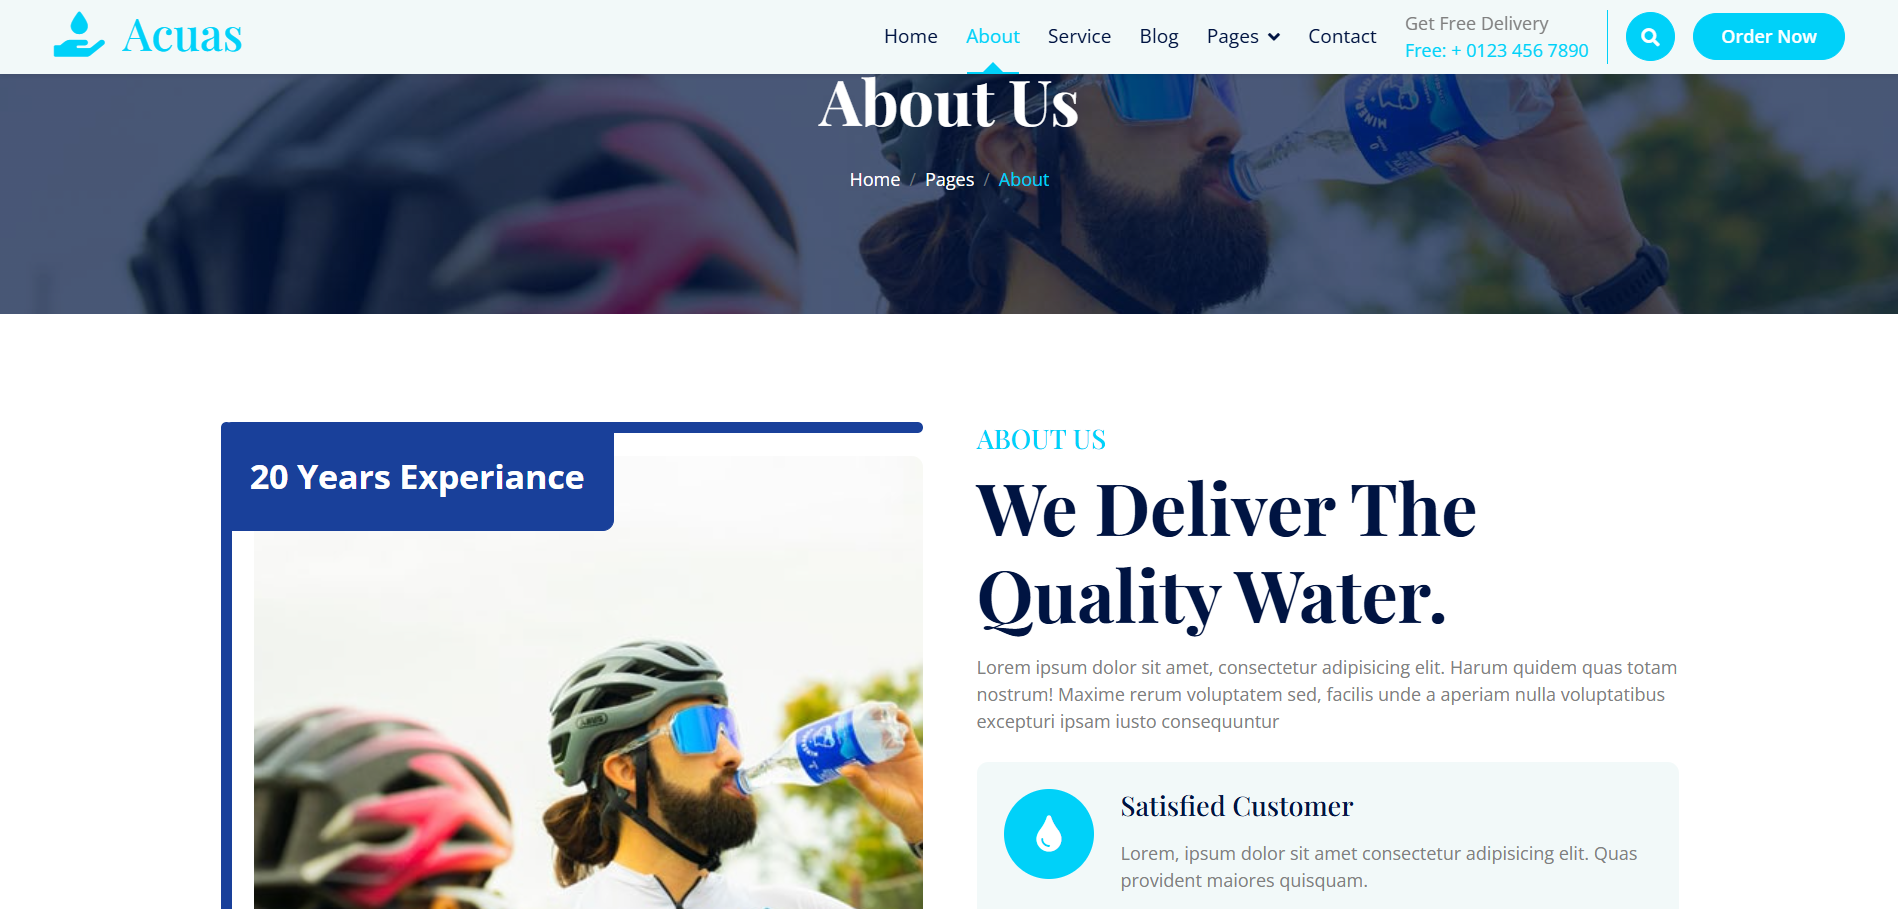 Acuas
Home About Service Blog Pages Contact
Get Free Delivery
Free: + 0123 456 7890
Order Now
About Us
Home / Pages / About
20 Years Experiance
ABOUT US
We Deliver The
Quality Water.
Lorem ipsum dolor sit amet, consectetur adipisicing elit. Harum quidem quas totam
nostrum! Maxime rerum voluptatem sed, facilis unde a aperiam nulla voluptatibus
excepturi ipsam iusto consequuntur
Satisfied Customer
Lorem, ipsum dolor sit amet consectetur adipisicing elit. Quas
provident maiores quisquam.